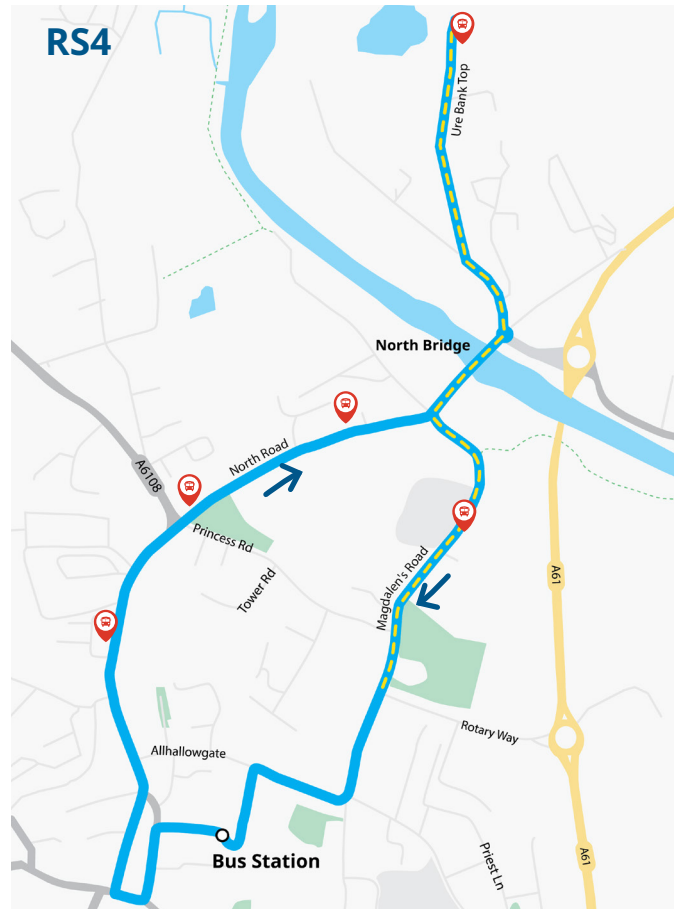 RS4
Ure Bank Top
North Bridge
North Road
A6108
Princess Rd
Tower Rd
Magdalen's Road
A61
Rotary Way
Allhallowgate
Bus Station
Priest Ln
A61